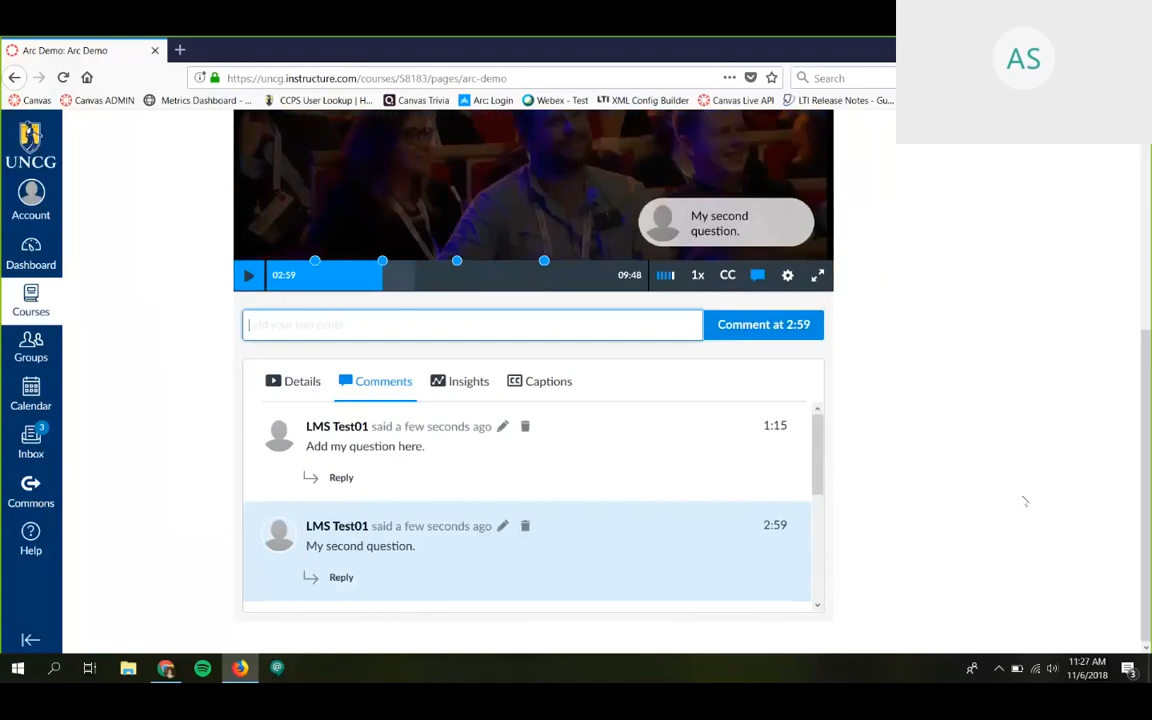 AS
Arc Demo: Arc Demo
https://uncg.instructure.com/courses/58183/pages/arc-demo
Search
Canvas
Canvas ADMIN
Metrics Dashboard - ...
CCPS User Lookup | H...
Canvas Trivia
Arc: Login
Webex - Test
LTI XML Config Builder
Canvas Live API
LTI Release Notes - Gu...
UNCG
Account
Dashboard
Courses
Groups
Calendar
3
Inbox
Commons
Help
My second
question.
02:59
09:48
1x
CC
Comment at 2:59
Details
Comments
Insights
CC
Captions
LMS Test01 said a few seconds ago
1:15
Add my question here.
Reply
LMS Test01 said a few seconds ago
2:59
My second question.
Reply
11:27 AM
11/6/2018
3